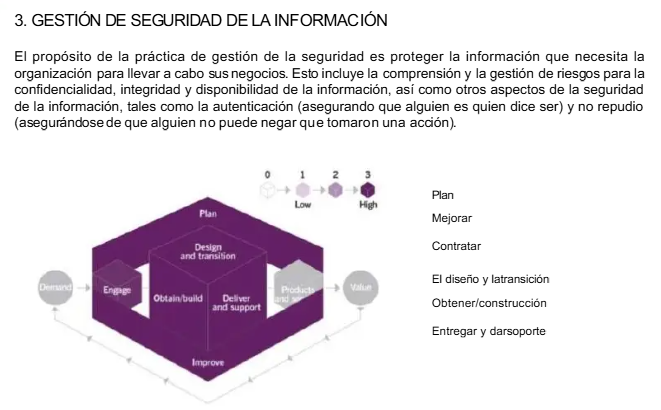 3. GESTIÓN DE SEGURIDAD DE LA INFORMACIÓN
El propósito de la práctica de gestión de la seguridad es proteger la información que necesita la
organización para llevar a cabo sus negocios. Esto incluye la comprensión y la gestión de riesgos para la
confidencialidad, integridad y disponibilidad de la información, así como otros aspectos de la seguridad
de la información, tales como la autenticación (asegurando que alguien es quien dice ser) y no repudio
(asegurándose de que alguien no puede negar que tomaron una acción).
0 1 2 3
Low High
Plan
Design
and transition
Demand
Engage
Obtain/build
Deliver
and support
Products
and
Value
Improve
Plan
Mejorar
Contratar
El diseño y latransición
Obtener/construcción
Entregar y darsoporte